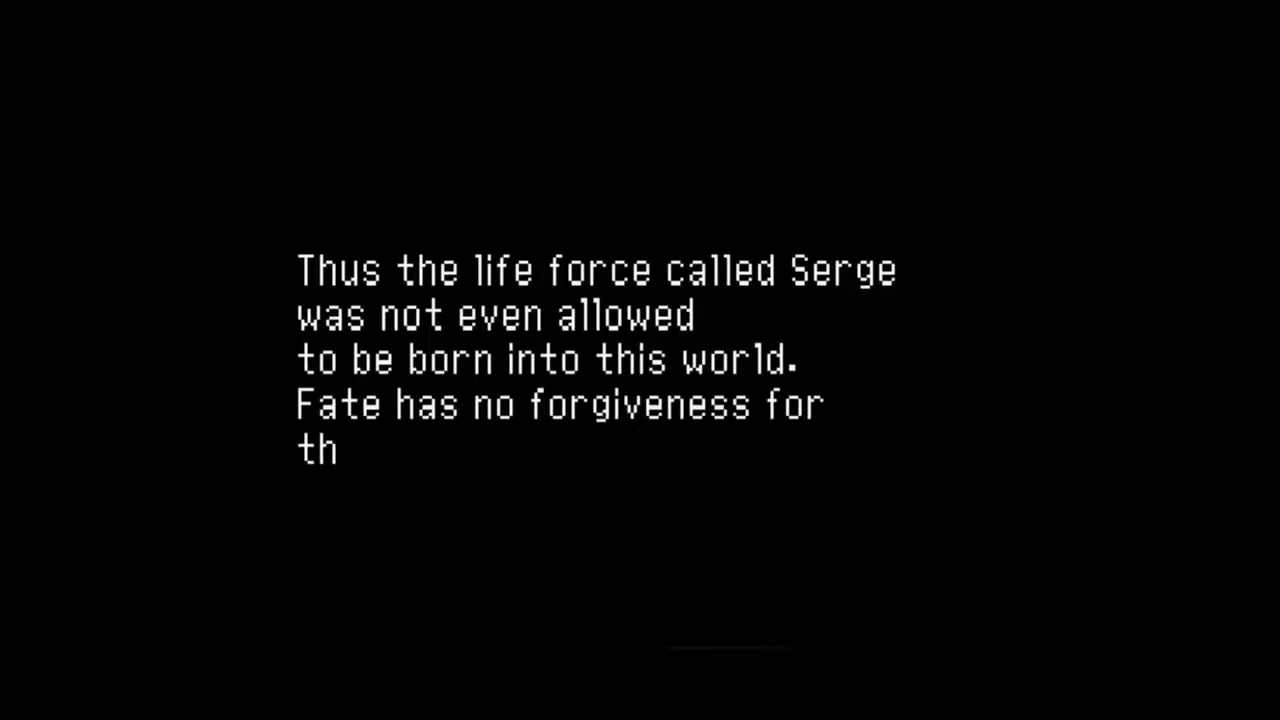 Thus the life force called Serge
was not even allowed
to be born into this world.
Fate has no forgiveness for
th